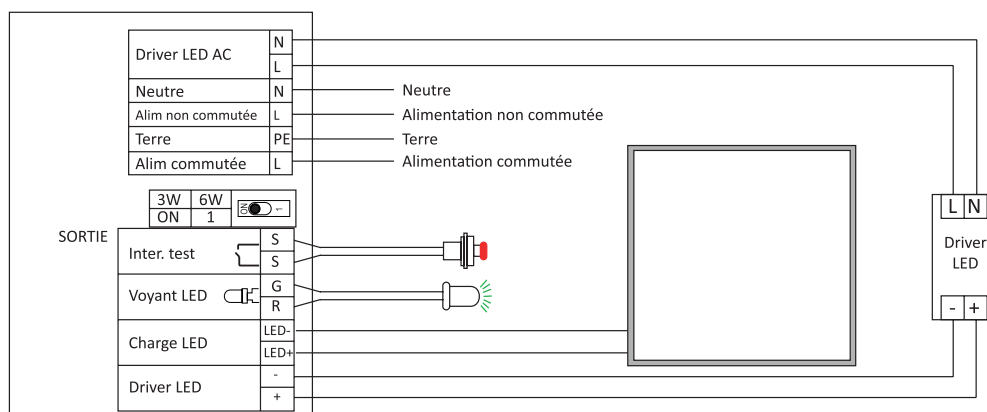 Driver LED AC
N
L
Neutre N Neutre
Alim non commutée L Alimentation non commutée
Terre PE Terre
Alim commutée L Alimentation commutée
3W 6W
ON 1
ON 1
L N
Driver
LED
- +
SORTIE
Inter. test
S
S
Voyant LED
G
R
Charge LED
LED-
LED+
Driver LED
-
+